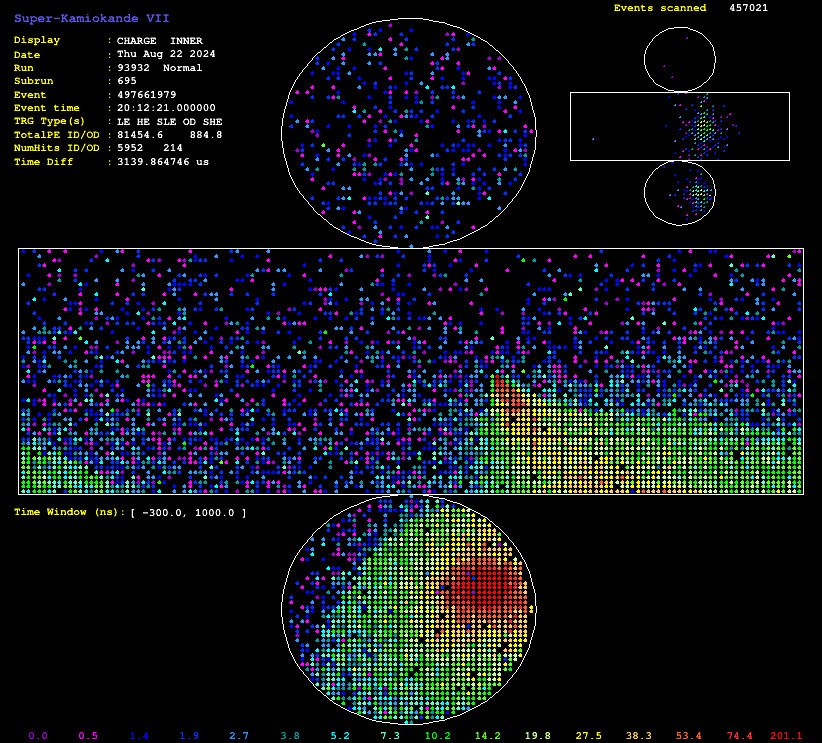 Super-Kamiokande VII
Events scanned 457021
Display : CHARGE INNER
Date : Thu Aug 22 2024
Run : 93932 Normal
Subrun : 695
Event : 497661979
Event time : 20:12:21.000000
TRG Type(s) : LE HE SLE OD SHE
TotalPE ID/OD : 81454.6 884.8
NumHits ID/OD : 5952 214
Time Diff : 3139.864746 us
Time Window (ns): [ -300.0, 1000.0 ]
0.0 0.5 1.4 1.9 2.7 3.8 5.2 7.3 10.2 14.2 19.8 27.5 38.3 53.4 74.4 201.1